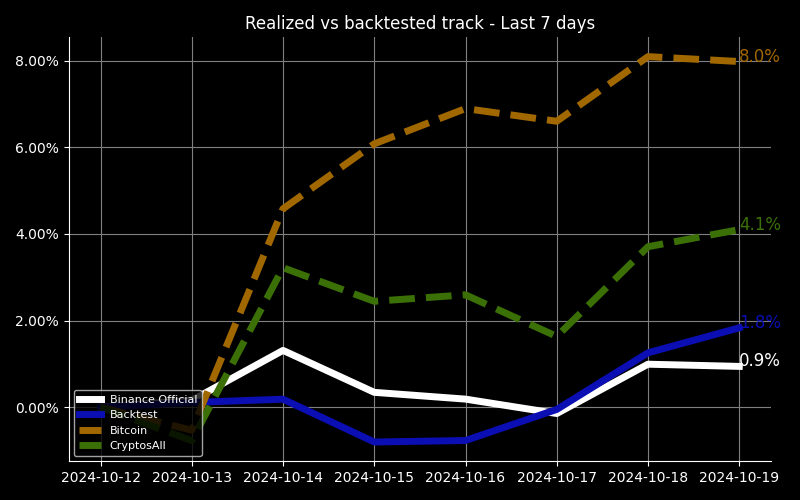 Realized vs backtested track - Last 7 days
8.00%
6.00%
4.00%
2.00%
0.00%
8.0%
4.1%
1.8%
0.9%
Binance Official
Backtest
Bitcoin
CryptosAll
2024-10-12 2024-10-13 2024-10-14 2024-10-15 2024-10-16 2024-10-17 2024-10-18 2024-10-19